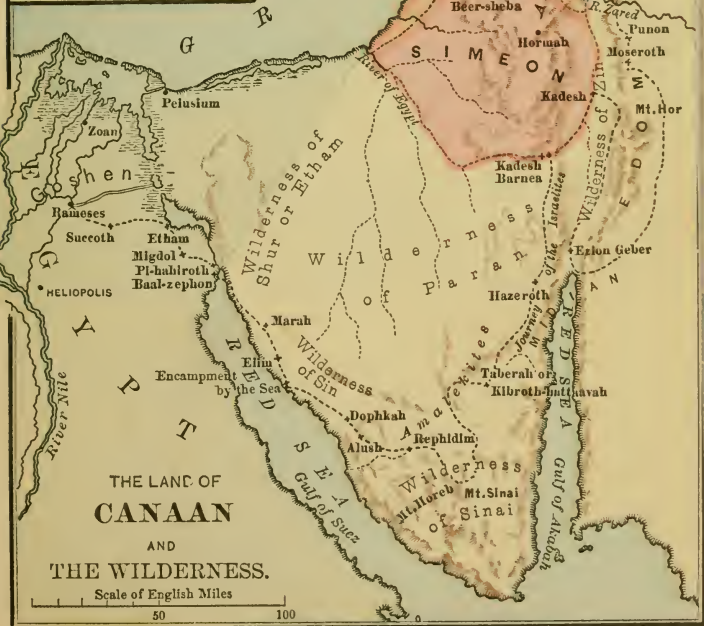 Beer-sheba
R. Zared
G R
Punon
Hormah
Moseroth
SIMEON
River of Egypt
Kadesh
Pelusium
Mt. Hor
Zoan
Wilderness of Zin
EDOM
Goshen
Wilderness of
Shur or Etham
Kadesh
Barnea
Rameses
Succoth
Etham
Migdol
Pi-hahiroth
Baal-zephon
Wilderness
of Paran
Journey of the Israelites
Ezion Geber
HELIOPOLIS
Hazeroth
MIDIAN
Marah
EGYPT
RED SEA
Elim
Wilderness
of Sin
Encampment
by the Sea
Amalekites
Taberah or
Kibroth-hattaavah
RED SEA
River Nile
Dophkah
Alush
Rephidim
Wilderness
of Sinai
Mt. Horeb
Mt. Sinai
Gulf of Suez
Gulf of Akabah
THE LAND OF
CANAAN
AND
THE WILDERNESS.
Scale of English Miles
50 100